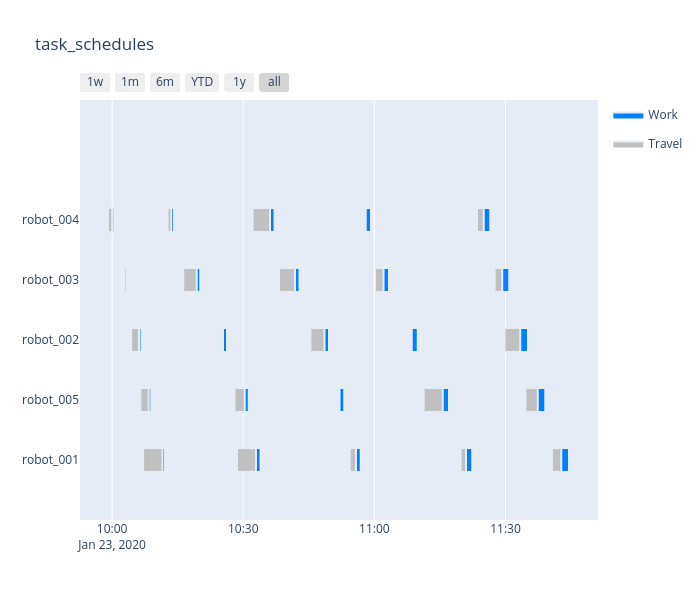 task_schedules
1w 1m 6m YTD 1y all
Work
Travel
robot_004
robot_003
robot_002
robot_005
robot_001
10:00 10:30 11:00 11:30
Jan 23, 2020